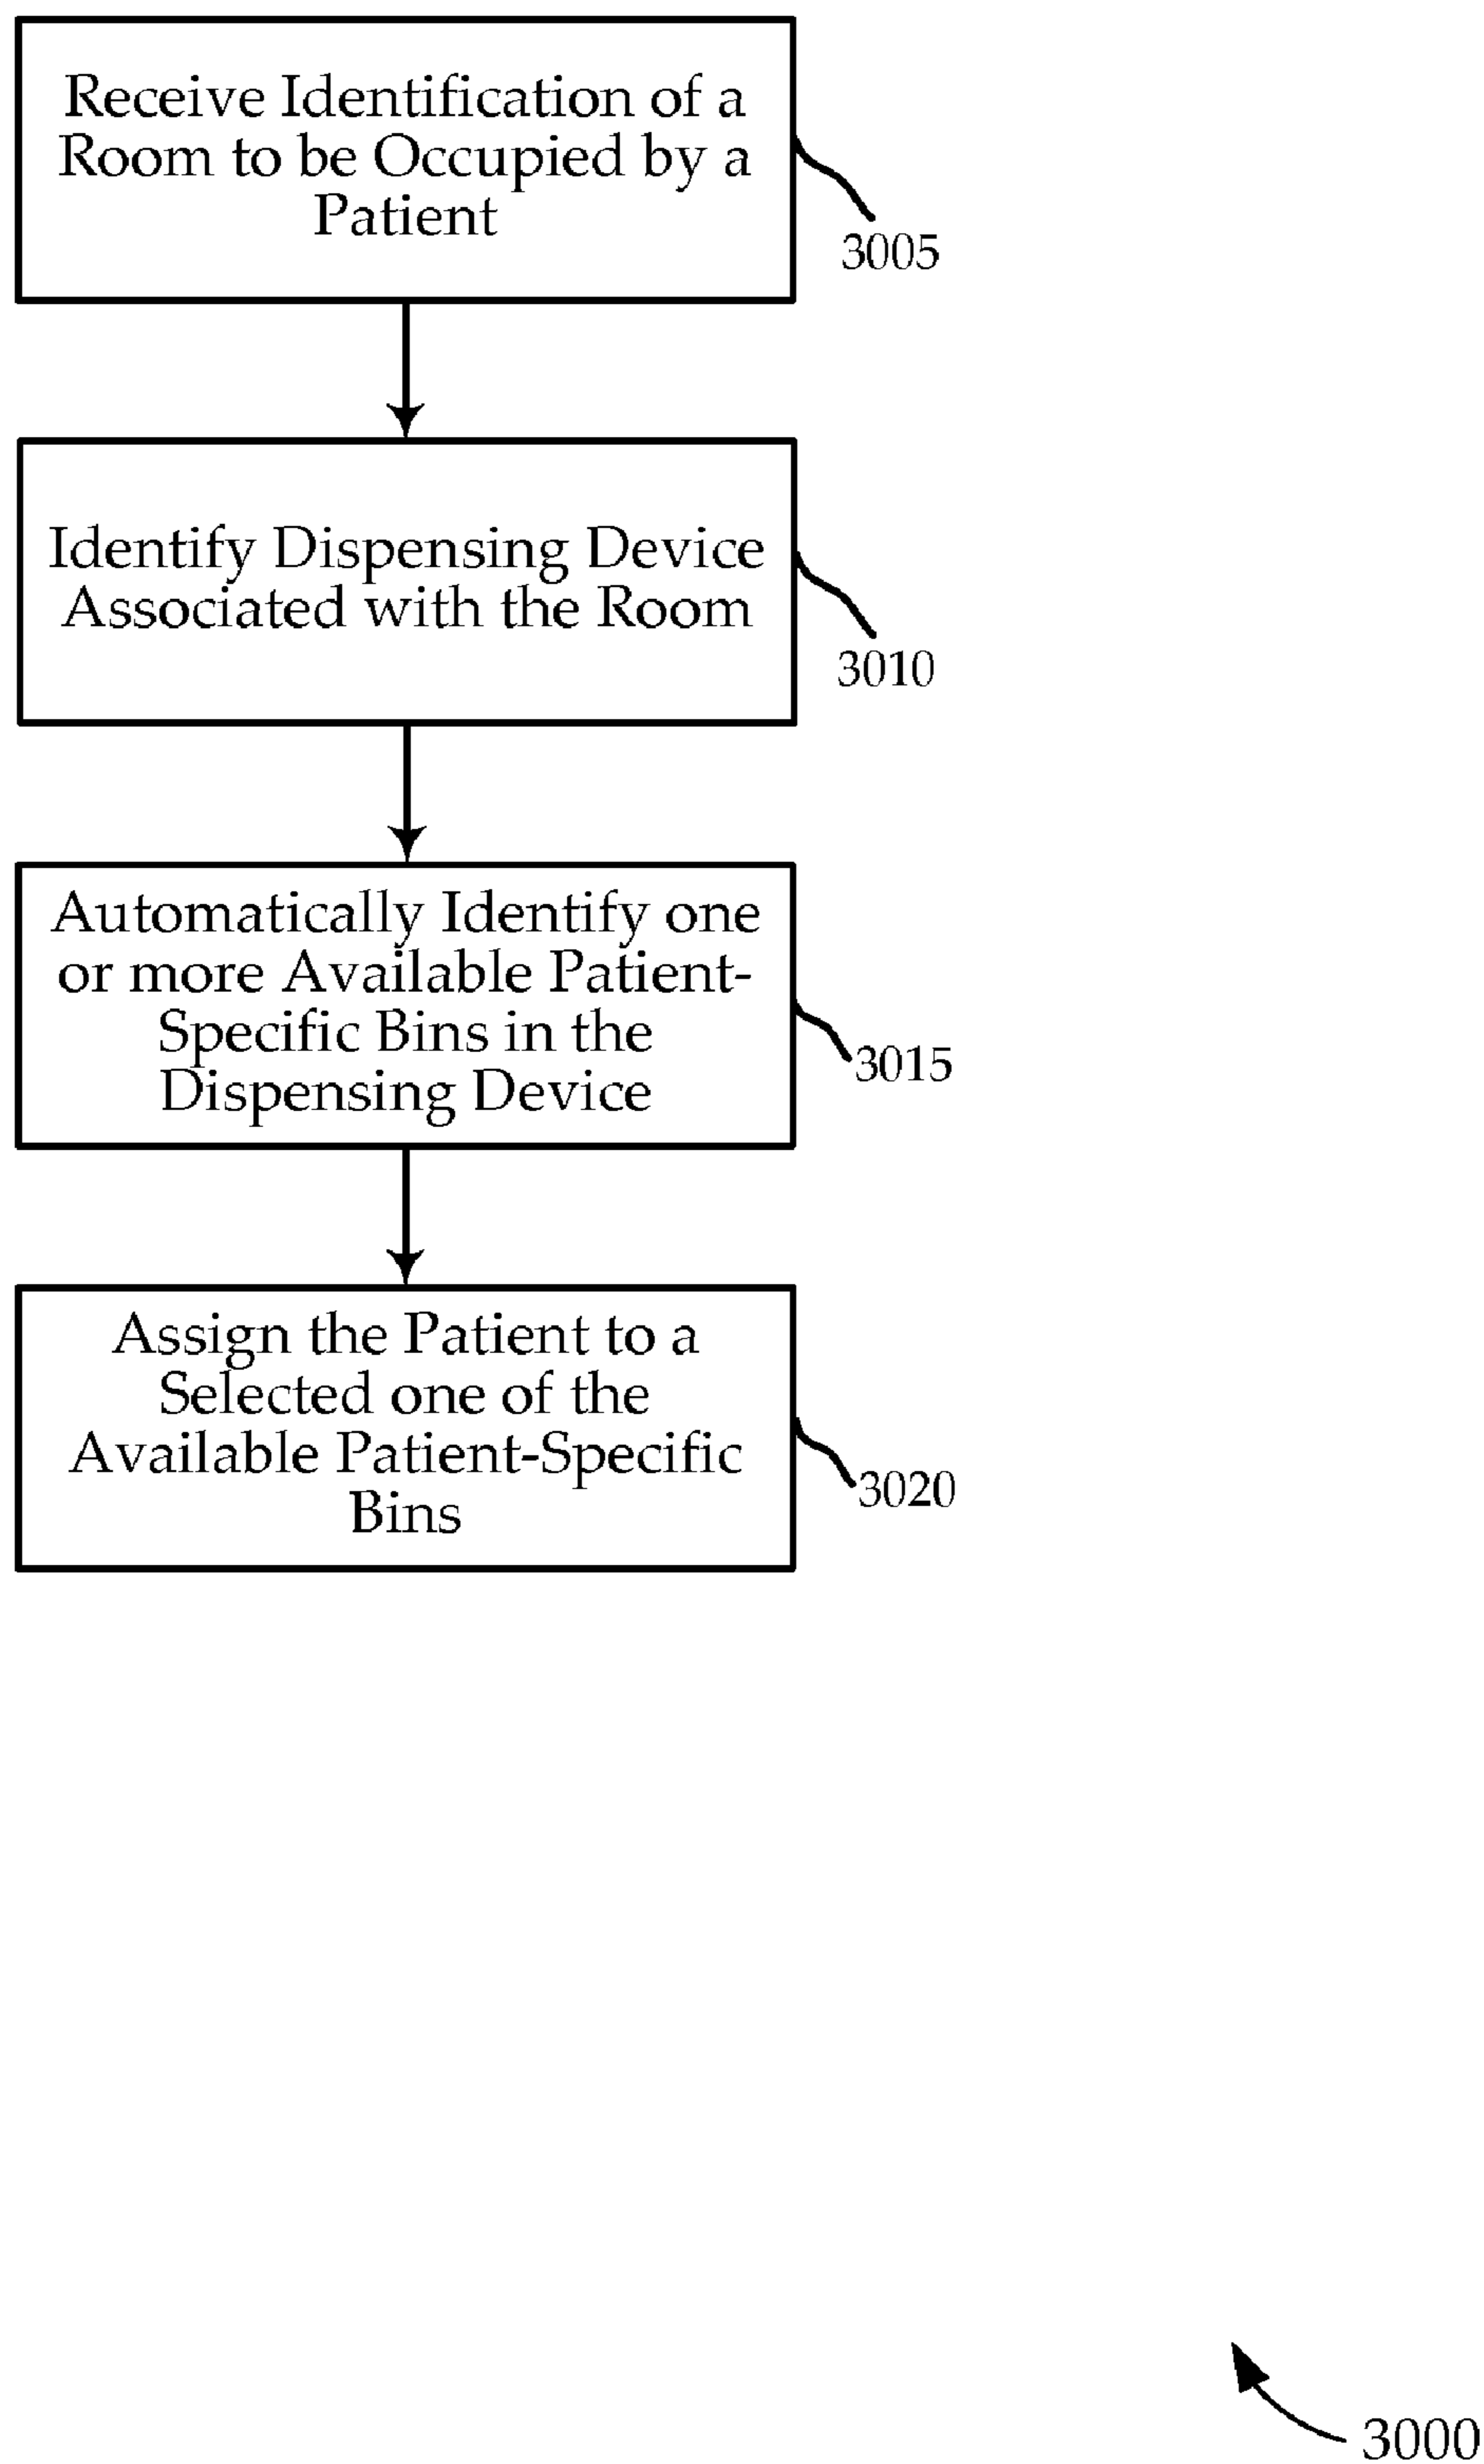 Receive Identification of a
Room to be Occupied by a
Patient
3005
Identify Dispensing Device
Associated with the Room
3010
Automatically Identify one
or more Available Patient-
Specific Bins in the
Dispensing Device
3015
Assign the Patient to a
Selected one of the
Available Patient-Specific
Bins
3020
3000